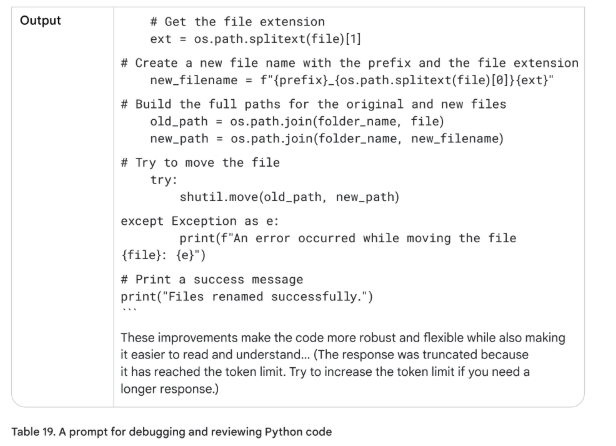 Output
    # Get the file extension
    ext = os.path.splitext(file)[1]
# Create a new file name with the prefix and the file extension
    new_filename = f"{prefix}_{os.path.splitext(file)[0]}{ext}"
# Build the full paths for the original and new files
    old_path = os.path.join(folder_name, file)
    new_path = os.path.join(folder_name, new_filename)
# Try to move the file
    try:
        shutil.move(old_path, new_path)
except Exception as e:
        print(f"An error occurred while moving the file
{file}: {e}")
# Print a success message
print("Files renamed successfully.")
```
These improvements make the code more robust and flexible while also making
it easier to read and understand... (The response was truncated because
it has reached the token limit. Try to increase the token limit if you need a
longer response.)
Table 19. A prompt for debugging and reviewing Python code